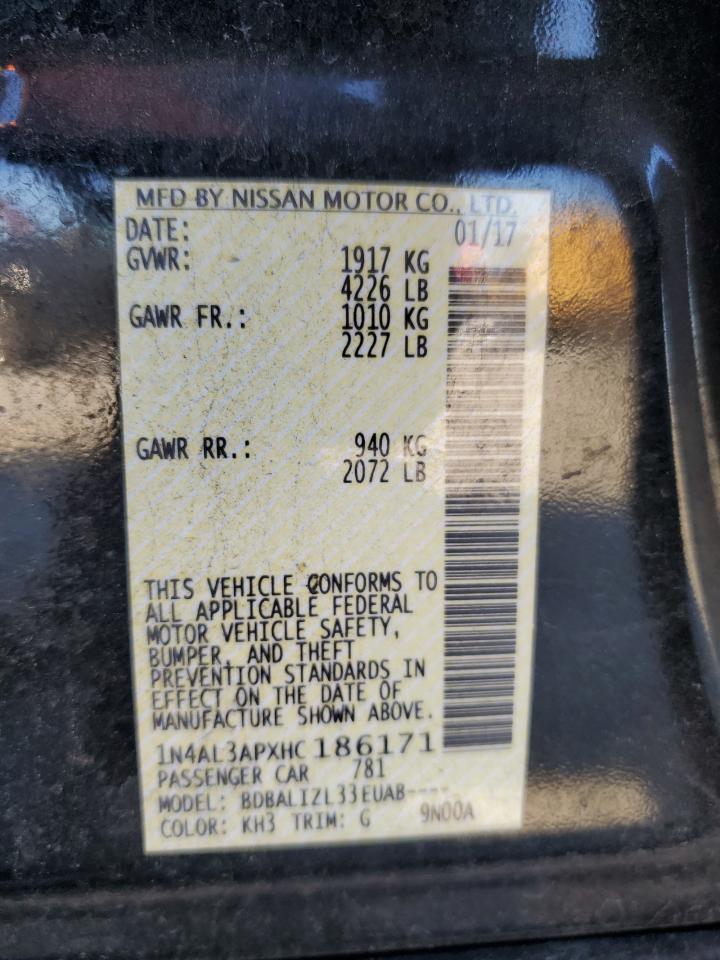 MFD BY NISSAN MOTOR CO., LTD.
DATE: 01/17
GVWR: 1917 KG
4226 LB
GAWR FR.: 1010 KG
2227 LB
GAWR RR.: 940 KG
2072 LB
THIS VEHICLE CONFORMS TO
ALL APPLICABLE FEDERAL
MOTOR VEHICLE SAFETY,
BUMPER, AND THEFT
PREVENTION STANDARDS IN
EFFECT ON THE DATE OF
MANUFACTURE SHOWN ABOVE.
1N4AL3APXHC186171
PASSENGER CAR 781
MODEL: BDBALIZL33EUAB----
COLOR: KH3 TRIM: G 9N00A